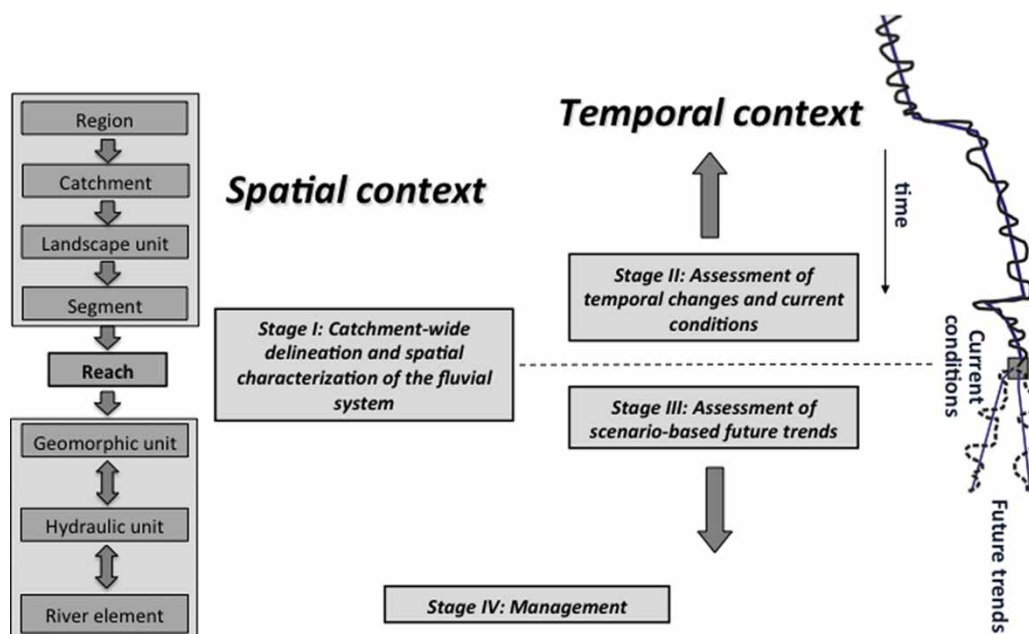 Region
Catchment
Landscape unit
Segment
Reach
Geomorphic unit
Hydraulic unit
River element
Spatial context
Stage I: Catchment-wide
delineation and spatial
characterization of the fluvial
system
Temporal context
Stage II: Assessment of
temporal changes and current
conditions
Stage III: Assessment of
scenario-based future trends
Stage IV: Management
time
Current
conditions
Future trends